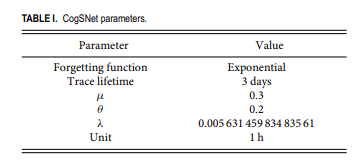 TABLE I. CogSNet parameters.
Parameter Value
Forgetting function Exponential
Trace lifetime 3 days
μ 0.3
θ 0.2
λ 0.005 631 459 834 835 61
Unit 1 h